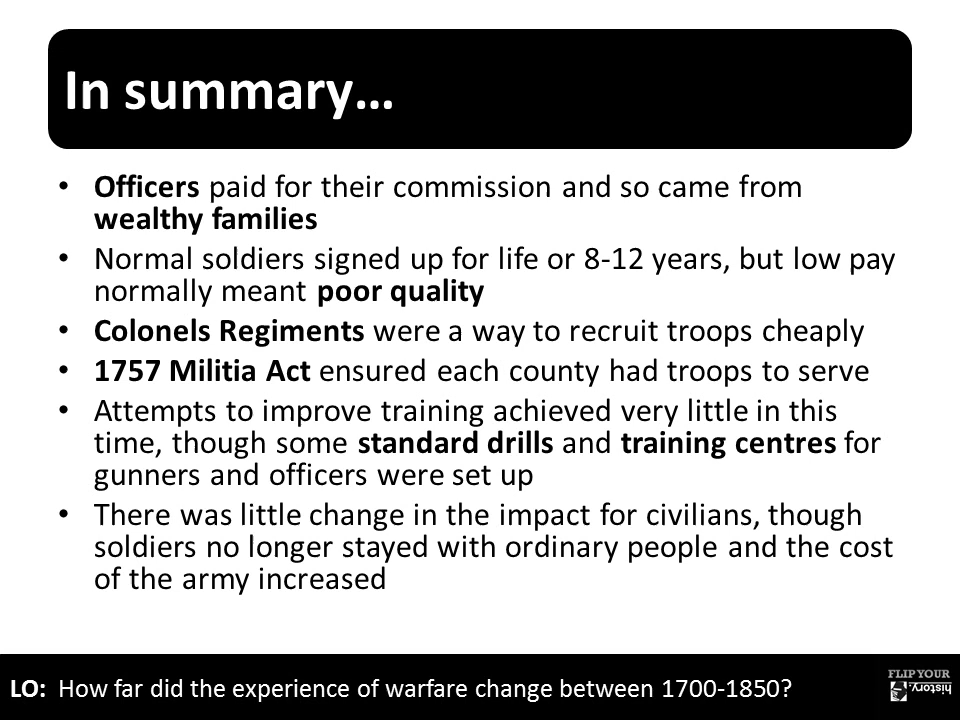 In summary…
• Officers paid for their commission and so came from
wealthy families
• Normal soldiers signed up for life or 8-12 years, but low pay
normally meant poor quality
• Colonels Regiments were a way to recruit troops cheaply
• 1757 Militia Act ensured each county had troops to serve
• Attempts to improve training achieved very little in this
time, though some standard drills and training centres for
gunners and officers were set up
• There was little change in the impact for civilians, though
soldiers no longer stayed with ordinary people and the cost
of the army increased
LO: How far did the experience of warfare change between 1700-1850?
FLIP YOUR
history.